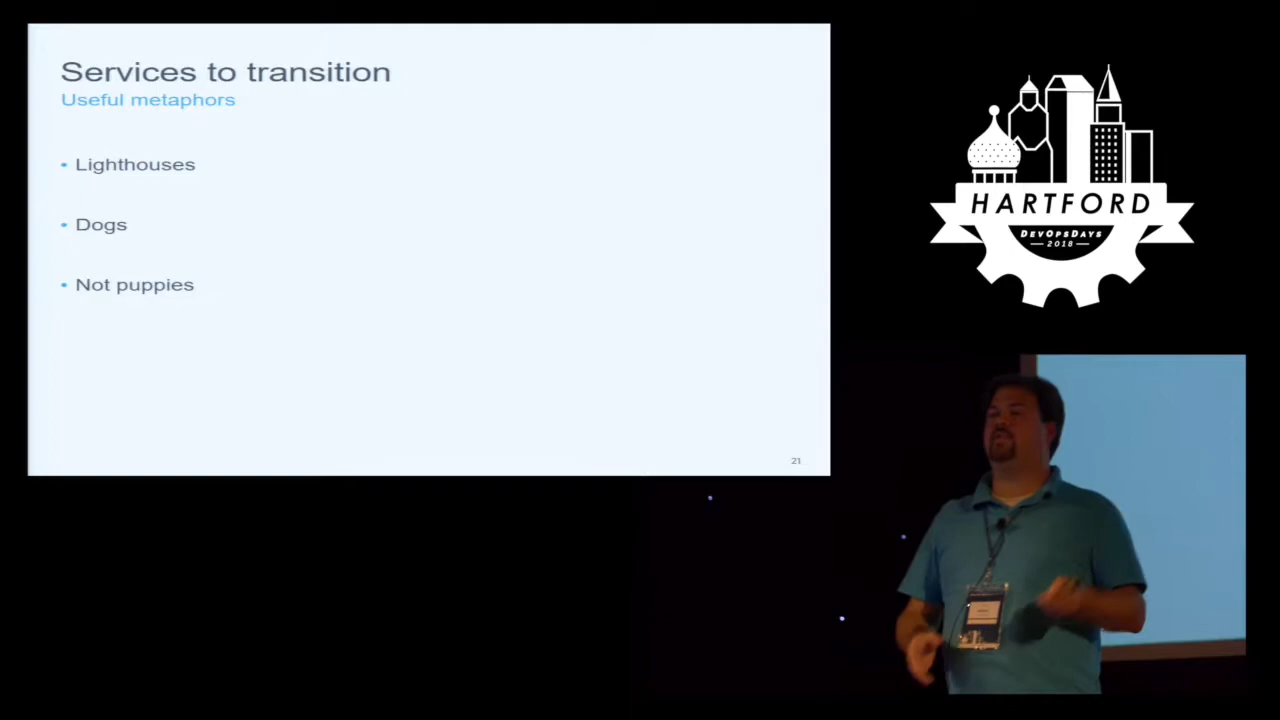 Services to transition
Useful metaphors
• Lighthouses
• Dogs
• Not puppies
21
HARTFORD
DEVOPSDAYS
2018